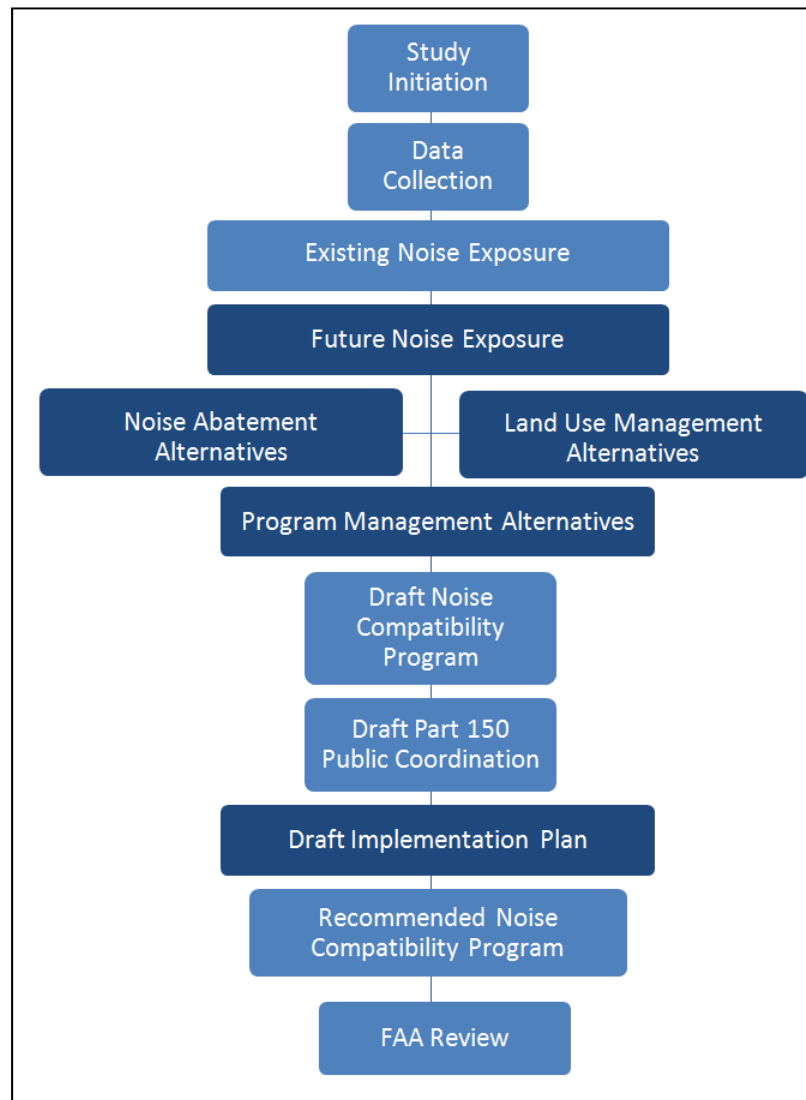 Study
Initiation
Data
Collection
Existing Noise Exposure
Future Noise Exposure
Noise Abatement
Alternatives
Land Use Management
Alternatives
Program Management Alternatives
Draft Noise
Compatibility
Program
Draft Part 150
Public Coordination
Draft Implementation Plan
Recommended Noise
Compatibility Program
FAA Review